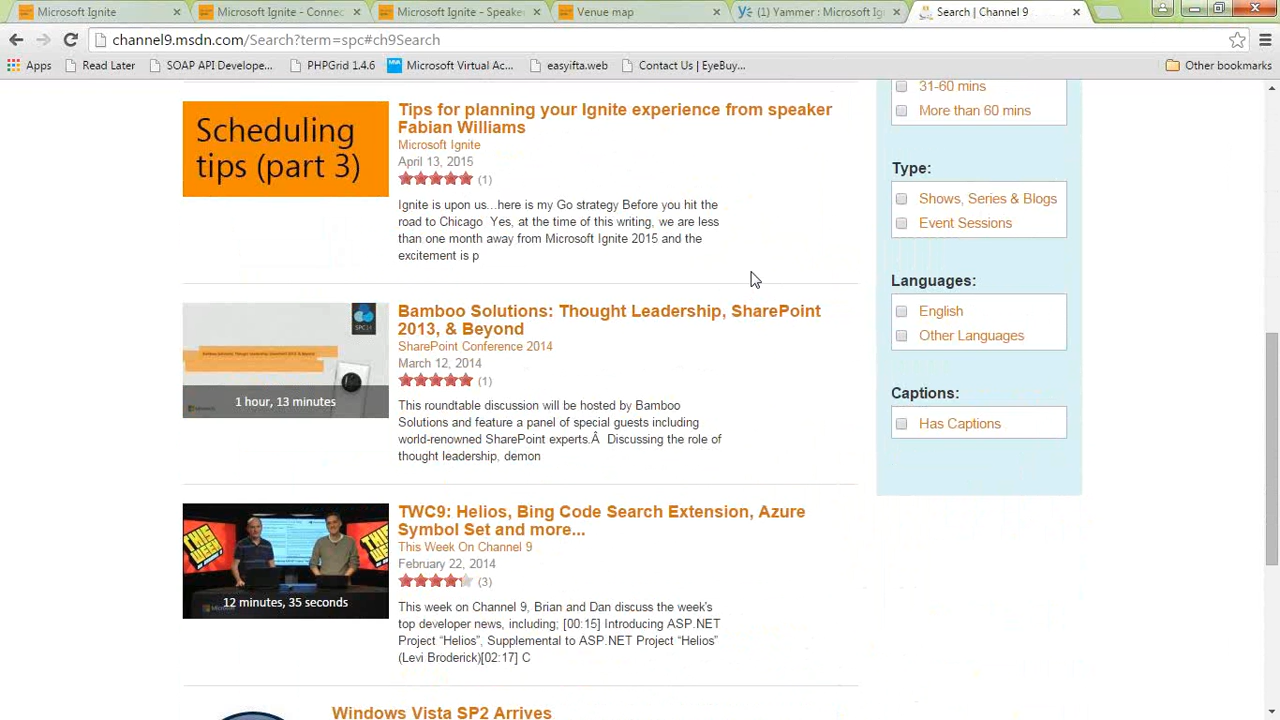 Microsoft Ignite
Microsoft Ignite - Connec
Microsoft Ignite – Speake
Venue map
(1) Yammer : Microsoft Ig
Search | Channel 9
channel9.msdn.com/Search?term=spc#ch9Search
Apps
Read Later
SOAP API Develope...
PHPGrid 1.4.6
Microsoft Virtual Ac...
easyifta.web
Contact Us | EyeBuy...
Other bookmarks
Scheduling
tips (part 3)
Tips for planning your Ignite experience from speaker
Fabian Williams
Microsoft Ignite
April 13, 2015
(1)
Ignite is upon us...here is my Go strategy Before you hit the
road to Chicago  Yes, at the time of this writing, we are less
than one month away from Microsoft Ignite 2015 and the
excitement is p
1 hour, 13 minutes
Bamboo Solutions: Thought Leadership, SharePoint
2013, & Beyond
SharePoint Conference 2014
March 12, 2014
(1)
This roundtable discussion will be hosted by Bamboo
Solutions and feature a panel of special guests including
world-renowned SharePoint experts.Â  Discussing the role of
thought leadership, demon
12 minutes, 35 seconds
TWC9: Helios, Bing Code Search Extension, Azure
Symbol Set and more...
This Week On Channel 9
February 22, 2014
(3)
This week on Channel 9, Brian and Dan discuss the week's
top developer news, including; [00:15] Introducing ASP.NET
Project “Helios”, Supplemental to ASP.NET Project “Helios”
(Levi Broderick)[02:17] C
Windows Vista SP2 Arrives
31-60 mins
More than 60 mins
Type:
Shows, Series & Blogs
Event Sessions
Languages:
English
Other Languages
Captions:
Has Captions